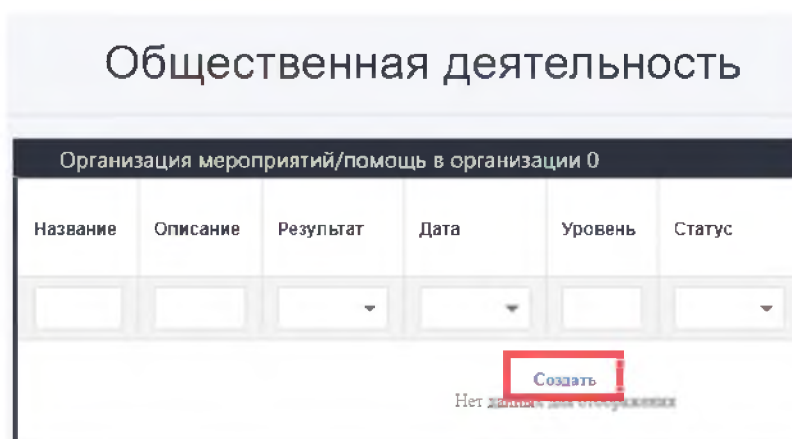 Общественная деятельность
Организация мероприятий/помощь в организации 0
Название Описание Результат Дата Уровень Статус
Создать
Нет данных для отображения